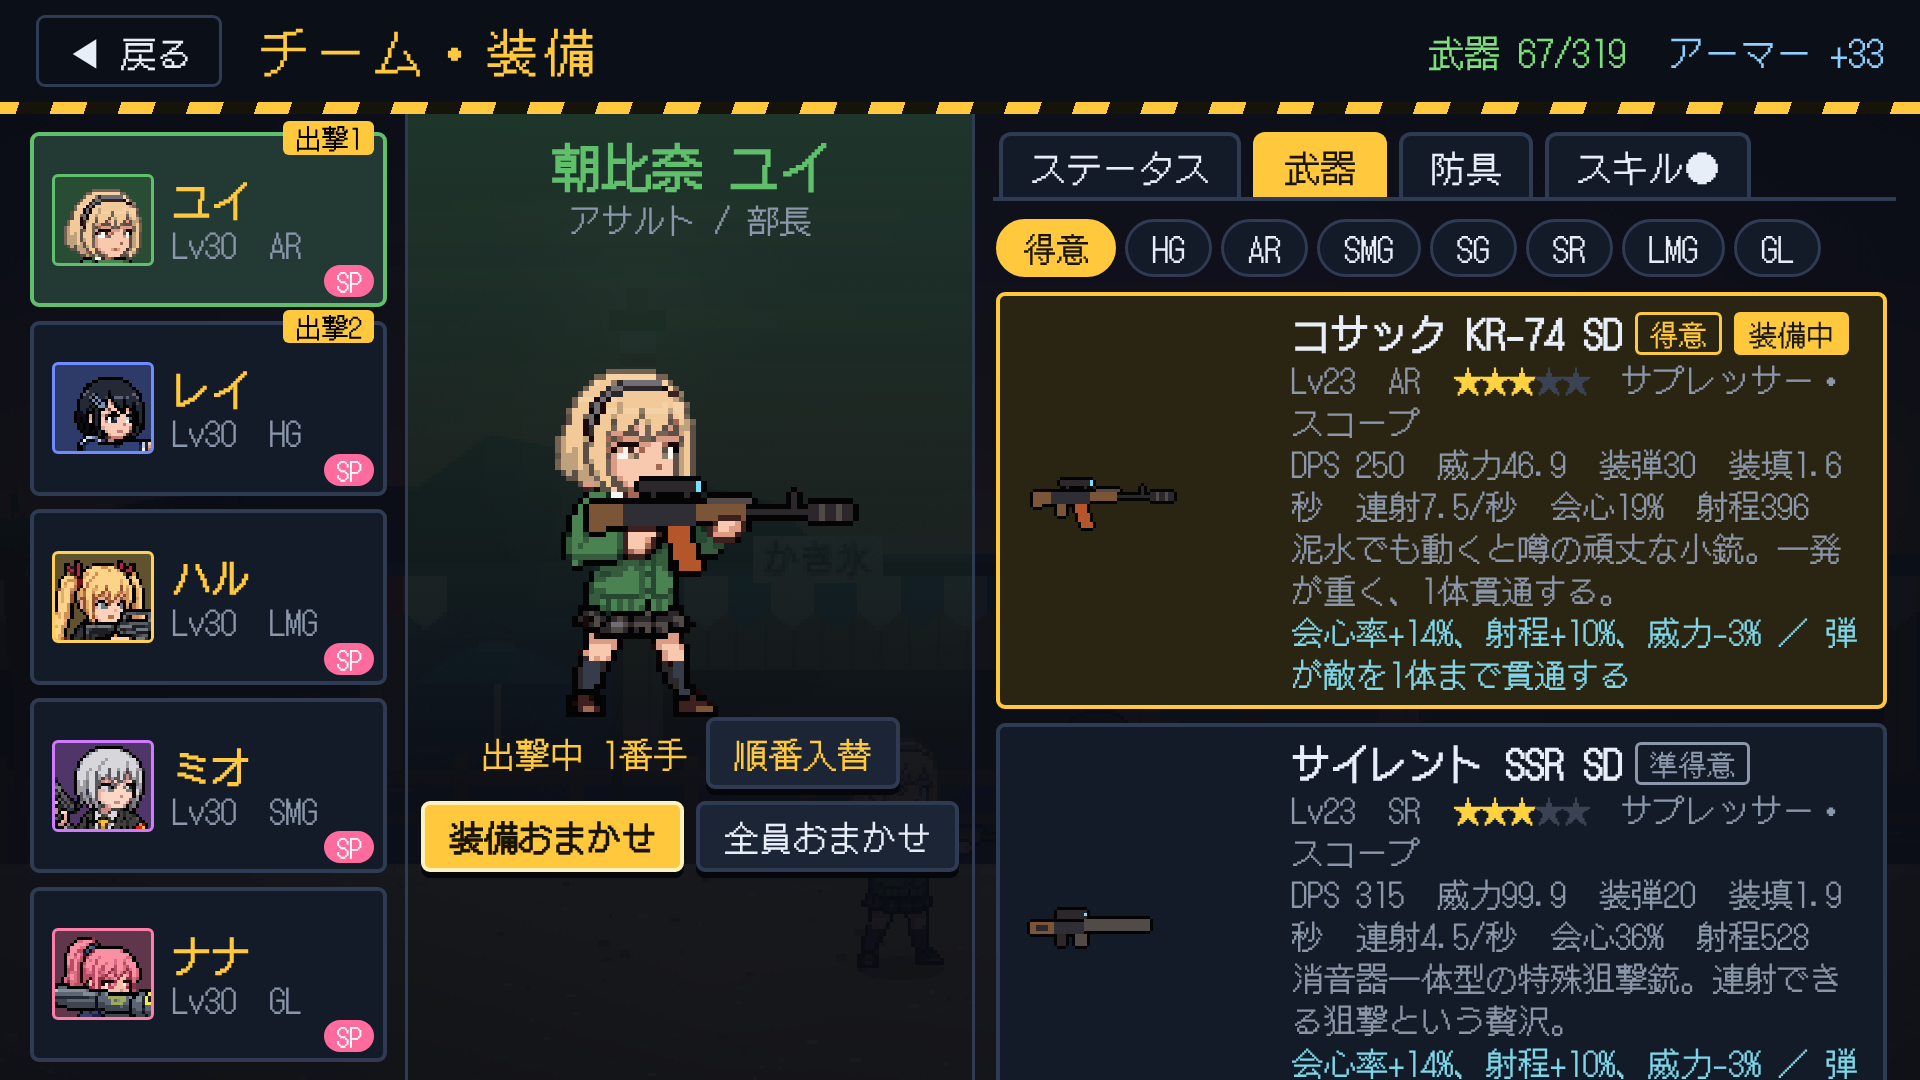 ◀ 戻る
チーム・装備
武器 67/319 アーマー +33
出撃1
ユイ
Lv30 AR
SP
出撃2
レイ
Lv30 HG
SP
ハル
Lv30 LMG
SP
ミオ
Lv30 SMG
SP
ナナ
Lv30 GL
SP
朝比奈 ユイ
アサルト / 部長
かき氷
出撃中 1番手
順番入替
装備おまかせ
全員おまかせ
ステータス 武器 防具 スキル●
得意 HG AR SMG SG SR LMG GL
コサック KR-74 SD 得意 装備中
Lv23 AR ★★★★★ サプレッサー・
スコープ
DPS 250 威力46.9 装弾30 装填1.6
秒 連射7.5/秒 会心19% 射程396
泥水でも動くと噂の頑丈な小銃。一発
が重く、1体貫通する。
会心率+14%、射程+10%、威力-3% ／ 弾
が敵を1体まで貫通する
サイレント SSR SD 準得意
Lv23 SR ★★★★★ サプレッサー・
スコープ
DPS 315 威力99.9 装弾20 装填1.9
秒 連射4.5/秒 会心36% 射程528
消音器一体型の特殊狙撃銃。連射でき
る狙撃という贅沢。
会心率+14%、射程+10%、威力-3% ／ 弾